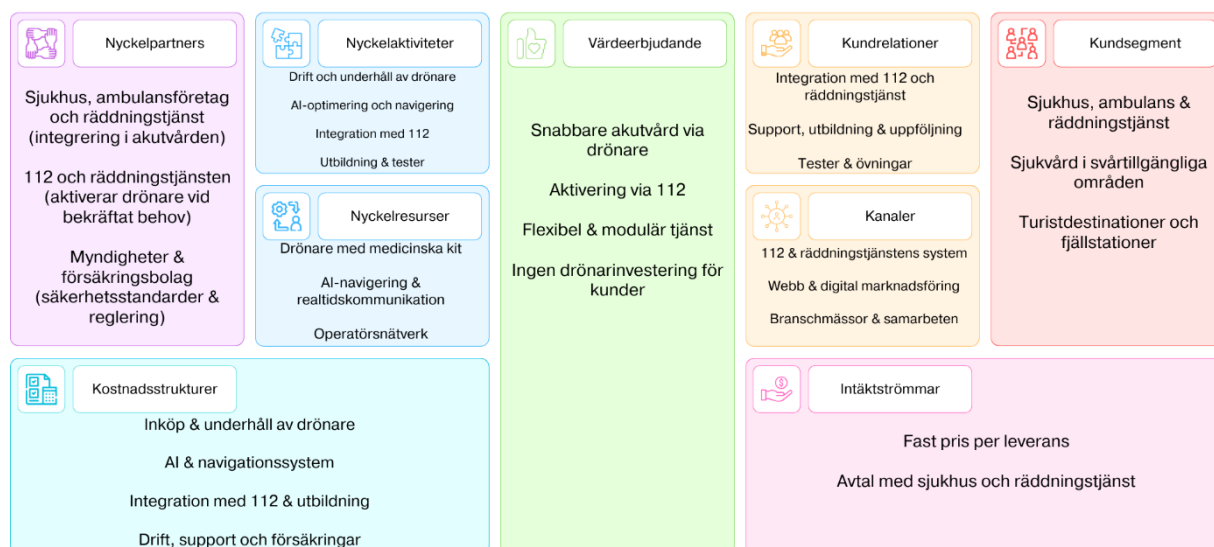 Nyckelpartners
Sjukhus, ambulansföretag
och räddningstjänst
(integrering i akutvården)
112 och räddningstjänsten
(aktiverar drönare vid
bekräftat behov)
Myndigheter &
försäkringsbolag
(säkerhetsstandarder &
reglering)
Nyckelaktiviteter
Drift och underhåll av drönare
AI-optimering och navigering
Integration med 112
Utbildning & tester
Nyckelresurser
Drönare med medicinska kit
AI-navigering &
realtidskommunikation
Operatörsnätverk
Värdeerbjudande
Snabbare akutvård via
drönare
Aktivering via 112
Flexibel & modulär tjänst
Ingen drönarinvestering för
kunder
Kundrelationer
Integration med 112 och
räddningstjänst
Support, utbildning & uppföljning
Tester & övningar
Kanaler
112 & räddningstjänstens system
Webb & digital marknadsföring
Branschmässor & samarbeten
Kundsegment
Sjukhus, ambulans &
räddningstjänst
Sjukvård i svårtillgängliga
områden
Turistdestinationer och
fjällstationer
Kostnadsstrukturer
Inköp & underhåll av drönare
AI & navigationssystem
Integration med 112 & utbildning
Drift, support och försäkringar
Intäktströmmar
Fast pris per leverans
Avtal med sjukhus och räddningstjänst